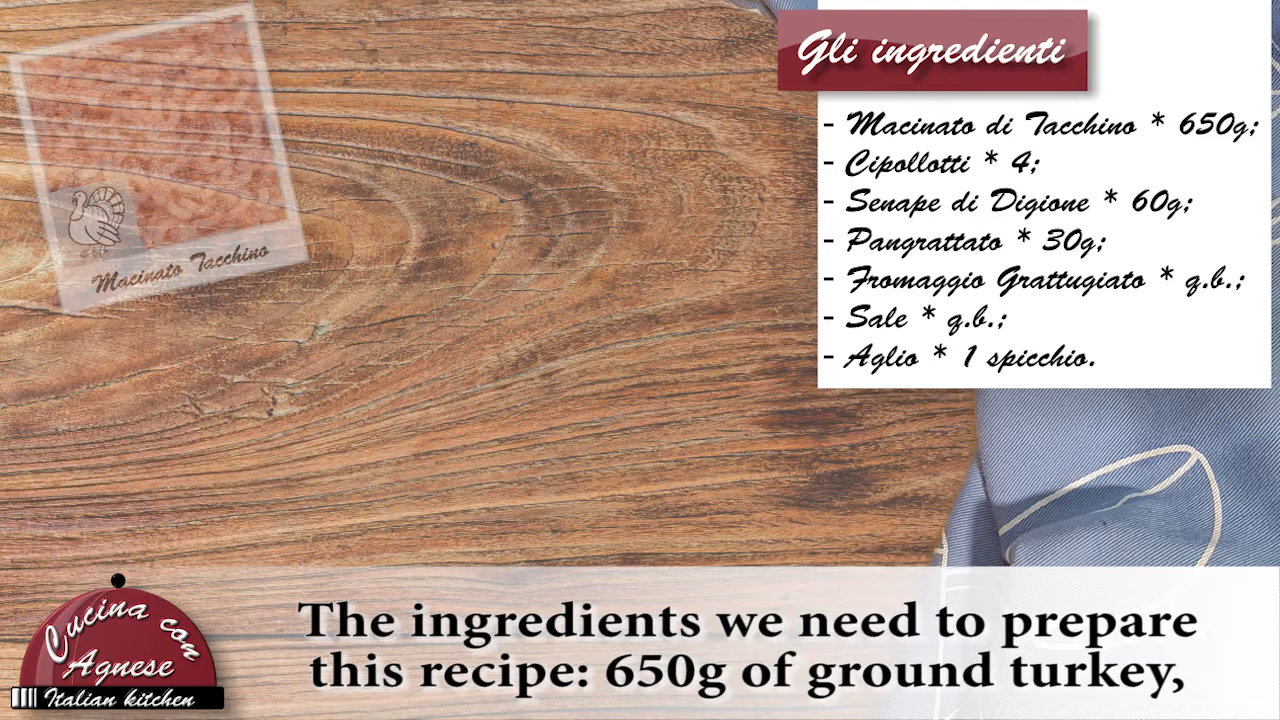 Gli ingredienti
- Macinato di Tacchino * 650g;
- Cipollotti * 4;
- Senape di Digione * 60g;
- Pangrattato * 30g;
- Fromaggio Grattugiato * q.b.;
- Sale * q.b.;
- Aglio * 1 spicchio.
Macinato Tacchino
The ingredients we need to prepare
this recipe: 650g of ground turkey,
Cucina con
Agnese
Italian kitchen